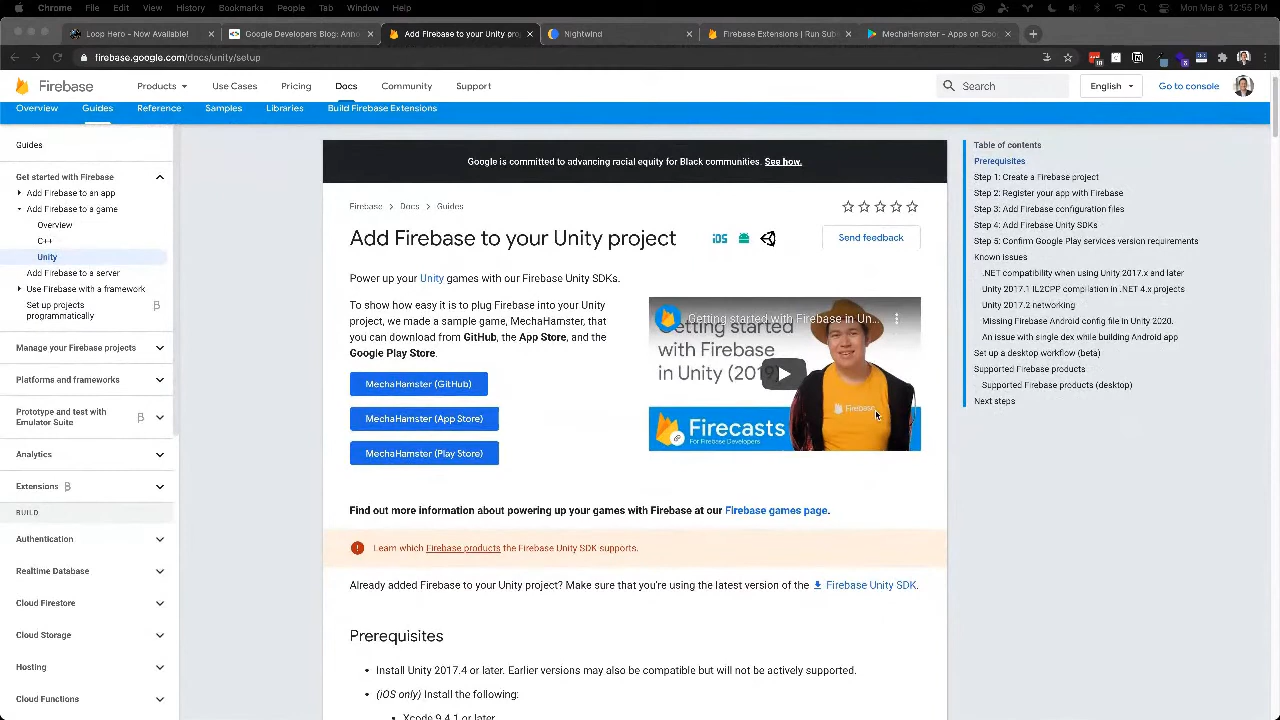 Chrome File Edit View History Bookmarks People Tab Window Help Mon Mar 8 12:55 PM
Loop Hero - Now Available! × Google Developers Blog: Anno × Add Firebase to your Unity proj × Nightwind × Firebase Extensions | Run Sub × MechaHamster - Apps on Goog × +
firebase.google.com/docs/unity/setup
Firebase Products Use Cases Pricing Docs Community Support Search English Go to console
Overview Guides Reference Samples Libraries Build Firebase Extensions
Guides
Get started with Firebase
Add Firebase to an app
Add Firebase to a game
Overview
C++
Unity
Add Firebase to a server
Use Firebase with a framework
Set up projects
programmatically
Manage your Firebase projects
Platforms and frameworks
Prototype and test with
Emulator Suite
Analytics
Extensions
BUILD
Authentication
Realtime Database
Cloud Firestore
Cloud Storage
Hosting
Cloud Functions
Google is committed to advancing racial equity for Black communities. See how.
Firebase > Docs > Guides
Add Firebase to your Unity project
iOS
Send feedback
Power up your Unity games with our Firebase Unity SDKs.
To show how easy it is to plug Firebase into your Unity
project, we made a sample game, MechaHamster, that
you can download from GitHub, the App Store, and the
Google Play Store.
MechaHamster (GitHub)
MechaHamster (App Store)
MechaHamster (Play Store)
Getting started with Firebase in Un...
Getting started
with Firebase
in Unity (2019)
Firebase
Firecasts
For Firebase Developers
Find out more information about powering up your games with Firebase at our Firebase games page.
Learn which Firebase products the Firebase Unity SDK supports.
Already added Firebase to your Unity project? Make sure that you're using the latest version of the Firebase Unity SDK.
Prerequisites
• Install Unity 2017.4 or later. Earlier versions may also be compatible but will not be actively supported.
• (iOS only) Install the following:
• Xcode 9.4.1 or later
Table of contents
Prerequisites
Step 1: Create a Firebase project
Step 2: Register your app with Firebase
Step 3: Add Firebase configuration files
Step 4: Add Firebase Unity SDKs
Step 5: Confirm Google Play services version requirements
Known issues
.NET compatibility when using Unity 2017.x and later
Unity 2017.1 IL2CPP compilation in .NET 4.x projects
Unity 2017.2 networking
Missing Firebase Android config file in Unity 2020.
An issue with single dex while building Android app
Set up a desktop workflow (beta)
Supported Firebase products
Supported Firebase products (desktop)
Next steps